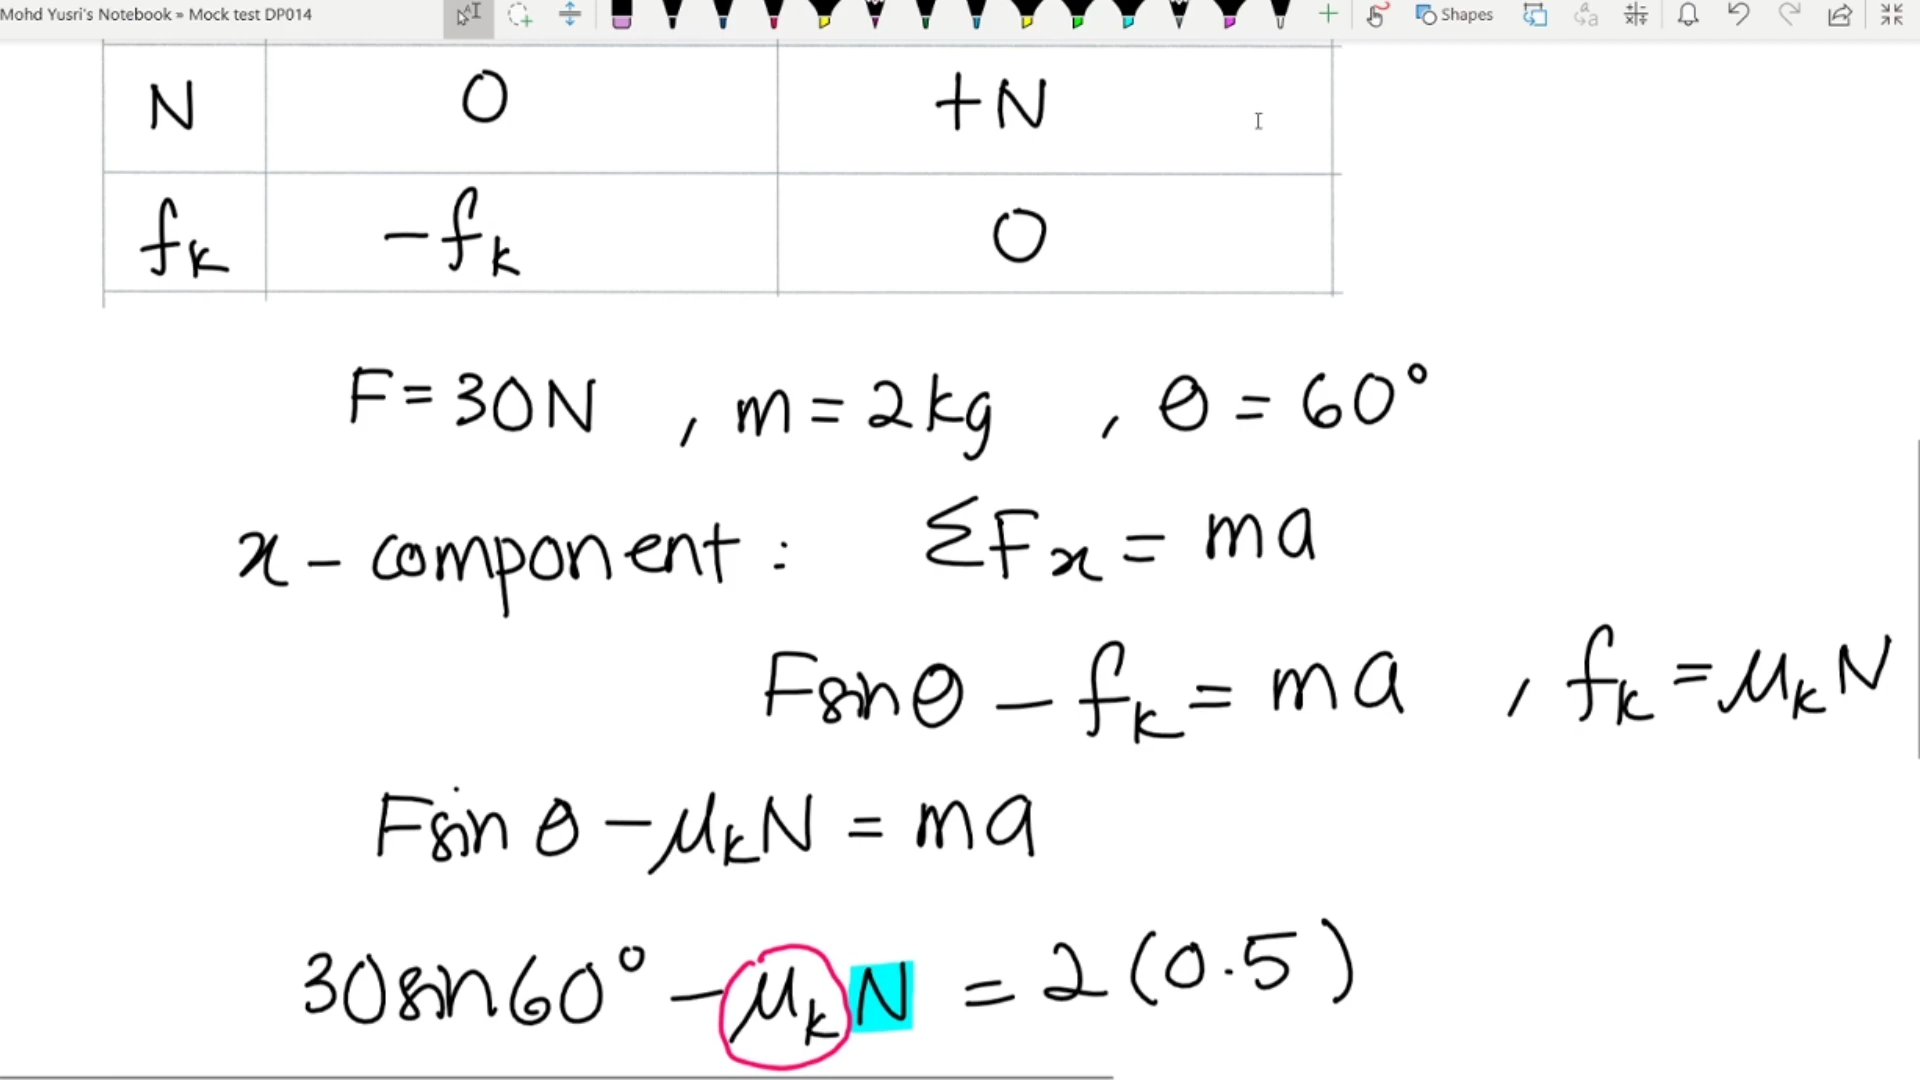 Mohd Yusri's Notebook » Mock test DP014
Shapes
N 0 +N
fk -fk 0
F = 30N , m = 2kg , θ = 60°
x - component : ΣFx = ma
Fsinθ - fk = ma , fk = μkN
Fsin θ - μkN = ma
30sin60° - μkN = 2(0.5)